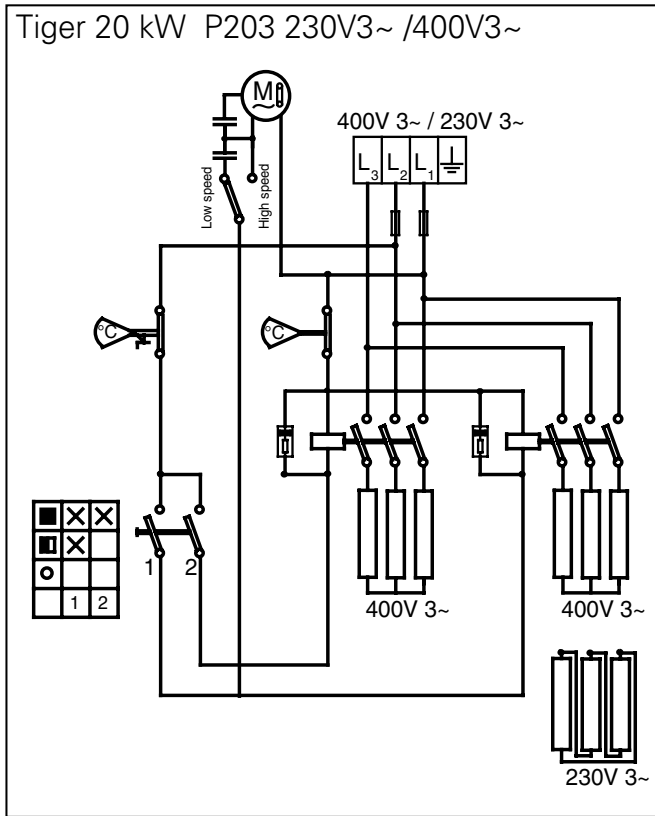 Tiger 20 kW P203 230V3~ /400V3~
M
~
400V 3~ / 230V 3~
L3 L2 L1
Low speed
High speed
°C
°C
1 2
1 2
400V 3~
400V 3~
230V 3~